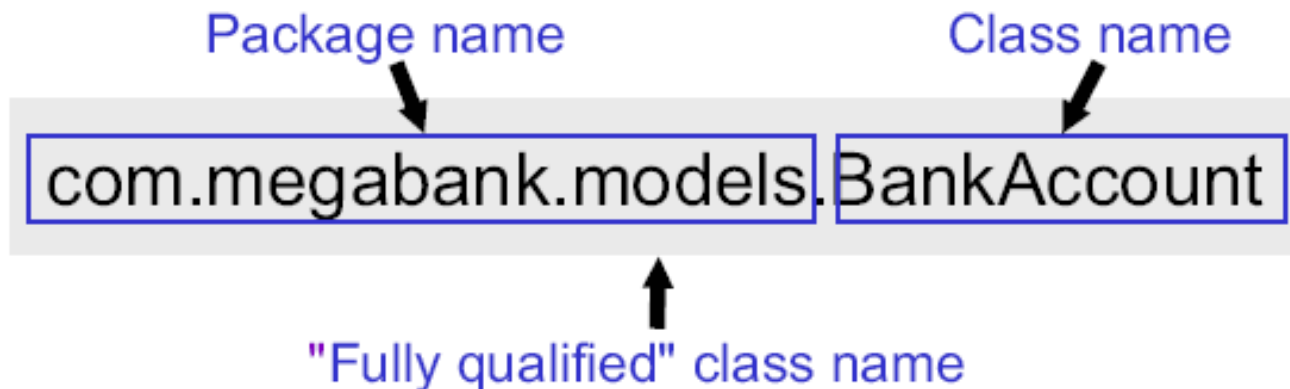 Package name Class name
com.megabank.models.BankAccount
"Fully qualified" class name